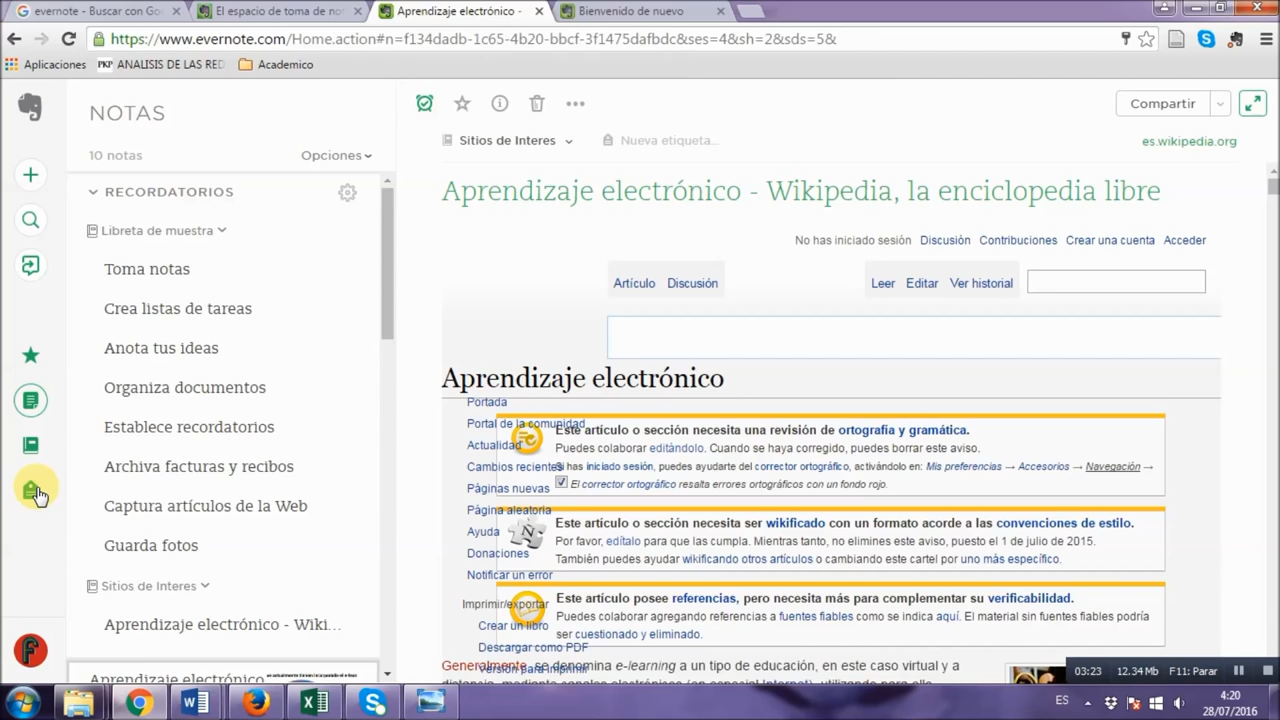 evernote - Buscar con Go
El espacio de toma de no
Aprendizaje electrónico -
Bienvenido de nuevo
https://www.evernote.com/Home.action#n=f134dadb-1c65-4b20-bbcf-3f1475dafbdc&ses=4&sh=2&sds=5&
Aplicaciones
PKP ANALISIS DE LAS RED
Academico
NOTAS
10 notas
Opciones
RECORDATORIOS
Libreta de muestra
Toma notas
Crea listas de tareas
Anota tus ideas
Organiza documentos
Establece recordatorios
Archiva facturas y recibos
Captura artículos de la Web
Guarda fotos
Sitios de Interes
Aprendizaje electrónico - Wiki...
Aprendizaje electrónico
Compartir
Sitios de Interes
Nueva etiqueta...
es.wikipedia.org
Aprendizaje electrónico - Wikipedia, la enciclopedia libre
No has iniciado sesión Discusión Contribuciones Crear una cuenta Acceder
Artículo Discusión
Leer Editar Ver historial
Aprendizaje electrónico
Portada
Portal de la comunidad
Actualidad
Cambios recientes
Páginas nuevas
Página aleatoria
Ayuda
Donaciones
Notificar un error
Imprimir/exportar
Crear un libro
Descargar como PDF
Versión para imprimir
Este artículo o sección necesita una revisión de ortografía y gramática.
Puedes colaborar editándolo. Cuando se haya corregido, puedes borrar este aviso.
Si has iniciado sesión, puedes ayudarte del corrector ortográfico, activándolo en: Mis preferencias → Accesorios → Navegación →
El corrector ortográfico resalta errores ortográficos con un fondo rojo.
Este artículo o sección necesita ser wikificado con un formato acorde a las convenciones de estilo.
Por favor, edítalo para que las cumpla. Mientras tanto, no elimines este aviso, puesto el 1 de julio de 2015.
También puedes ayudar wikificando otros artículos o cambiando este cartel por uno más específico.
Este artículo posee referencias, pero necesita más para complementar su verificabilidad.
Puedes colaborar agregando referencias a fuentes fiables como se indica aquí. El material sin fuentes fiables podría
ser cuestionado y eliminado.
Generalmente, se denomina e-learning a un tipo de educación, en este caso virtual y a
03:23 12.34 Mb F11: Parar
ES
4:20
28/07/2016